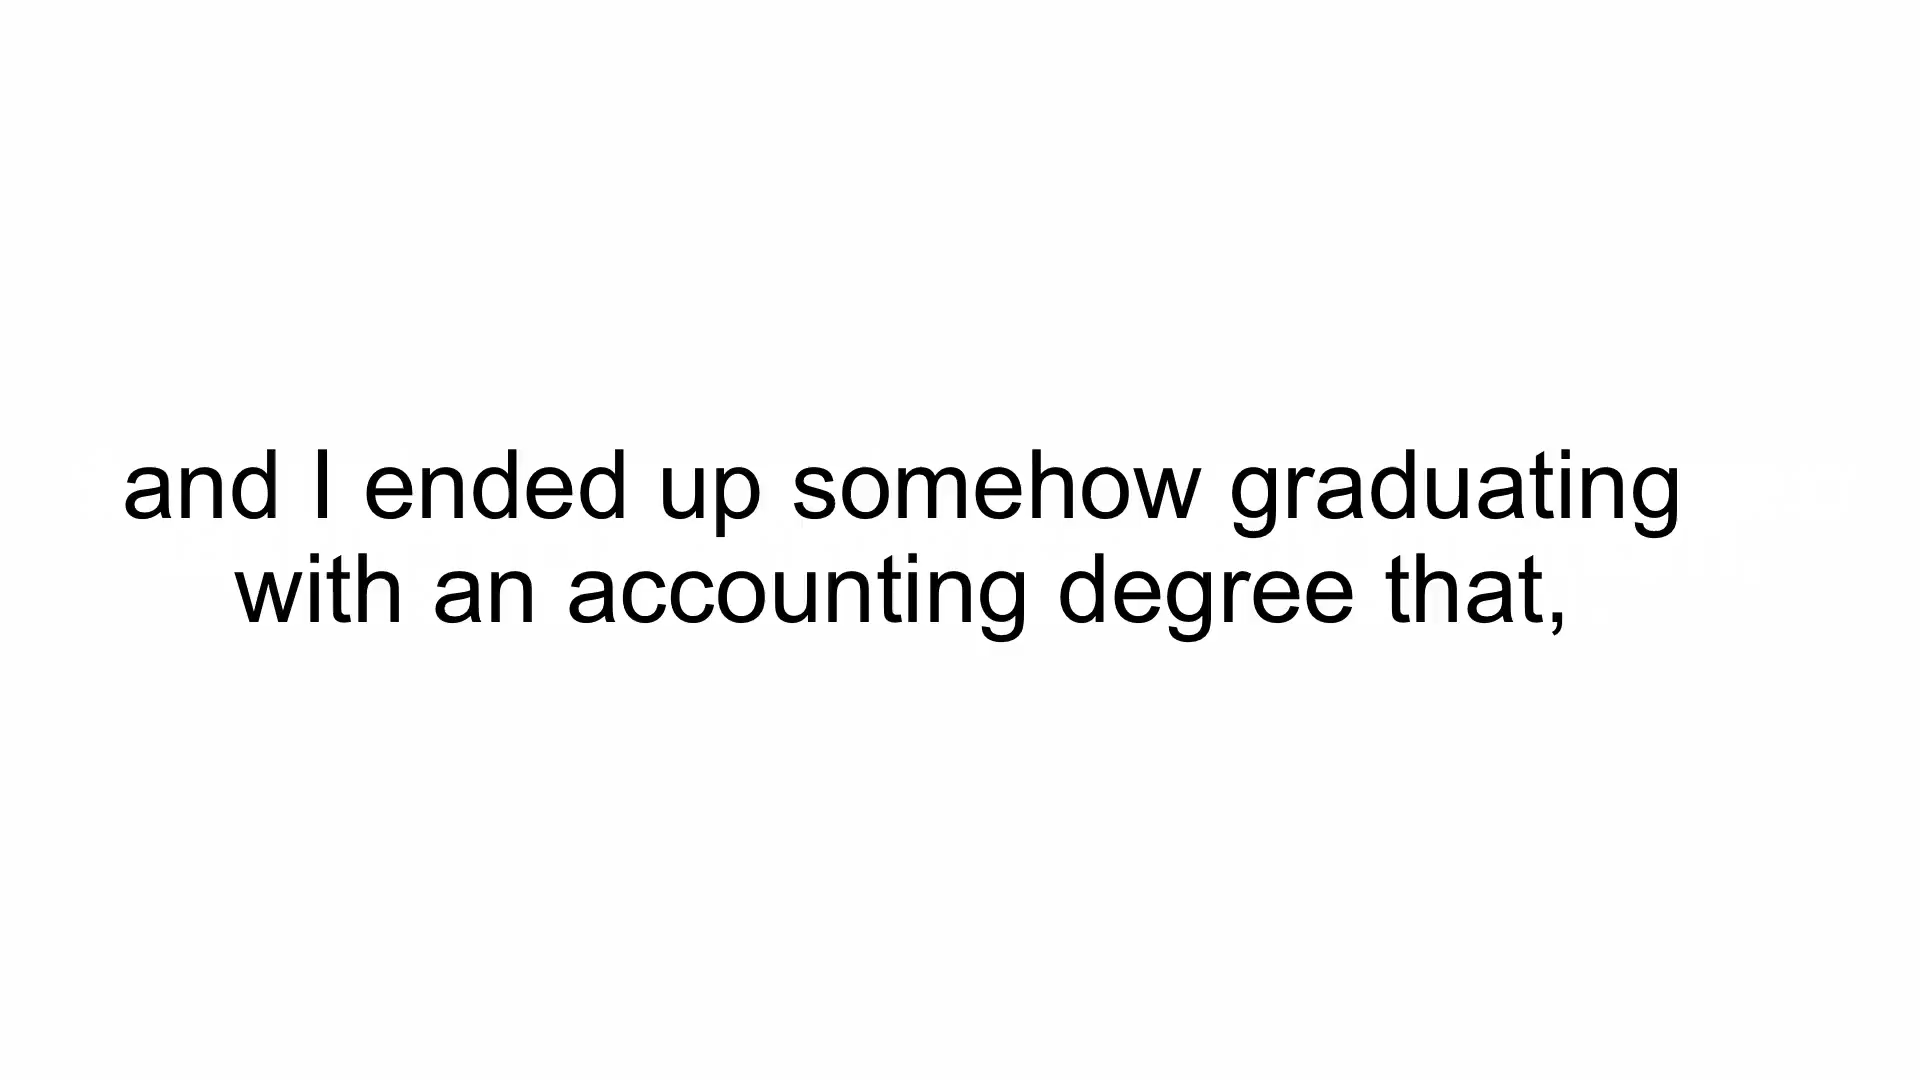 and I ended up somehow graduating
with an accounting degree that,